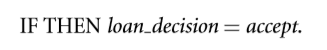 IF THEN loan_decision = accept.